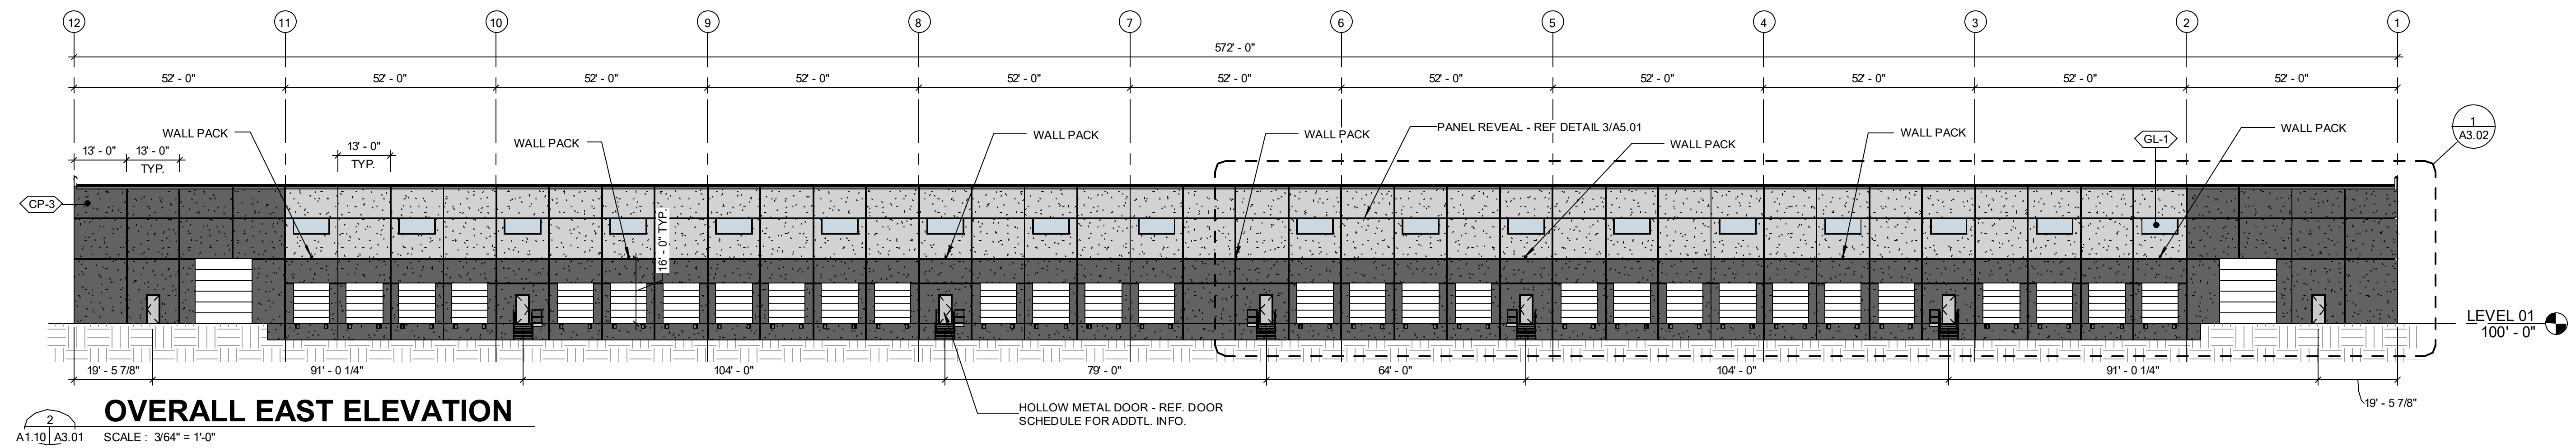 12 11 10 9 8 7 6 5 4 3 2 1
572' - 0"
52' - 0" 52' - 0" 52' - 0" 52' - 0" 52' - 0" 52' - 0" 52' - 0" 52' - 0" 52' - 0" 52' - 0" 52' - 0"
1
A3.02
WALL PACK
WALL PACK
WALL PACK
WALL PACK
PANEL REVEAL - REF DETAIL 3/A5.01
WALL PACK
WALL PACK
GL-1
WALL PACK
13' - 0" 13' - 0"
TYP.
13' - 0"
TYP.
CP-3
16' - 0" TYP.
LEVEL 01
100' - 0"
19' - 5 7/8" 91' - 0 1/4" 104' - 0" 79' - 0" 64' - 0" 104' - 0" 91' - 0 1/4"
19' - 5 7/8"
HOLLOW METAL DOOR - REF. DOOR
SCHEDULE FOR ADDTL. INFO.
2
A1.10 A3.01
OVERALL EAST ELEVATION
SCALE : 3/64" = 1'-0"